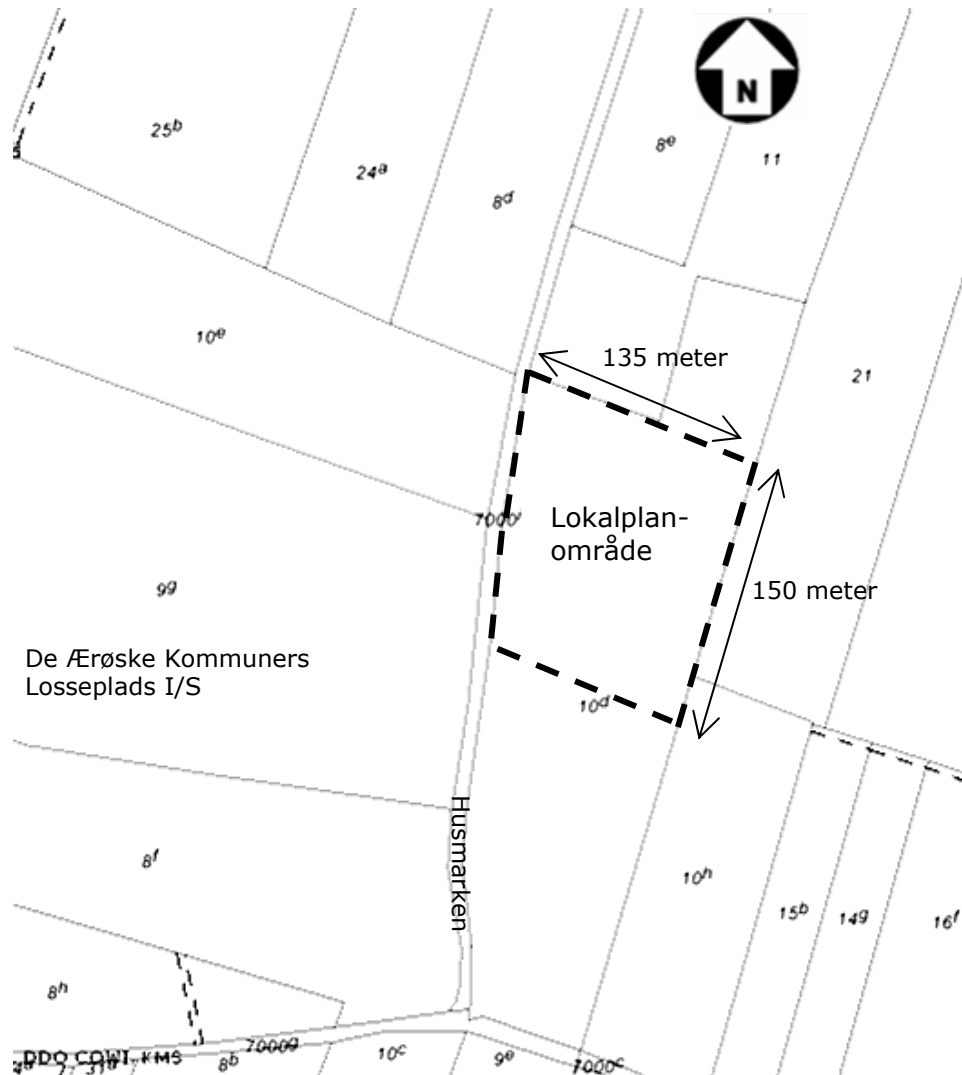 N
25b
24a
8d
8e
11
10e
135 meter
21
7000i
Lokalplan-
område
9g
150 meter
De Ærøske Kommuners
Losseplads I/S
10d
Husmarken
8f
10h
15b
14g
16f
8h
DDO COWI, KMS
7000g
8b
10c
9e
7000c